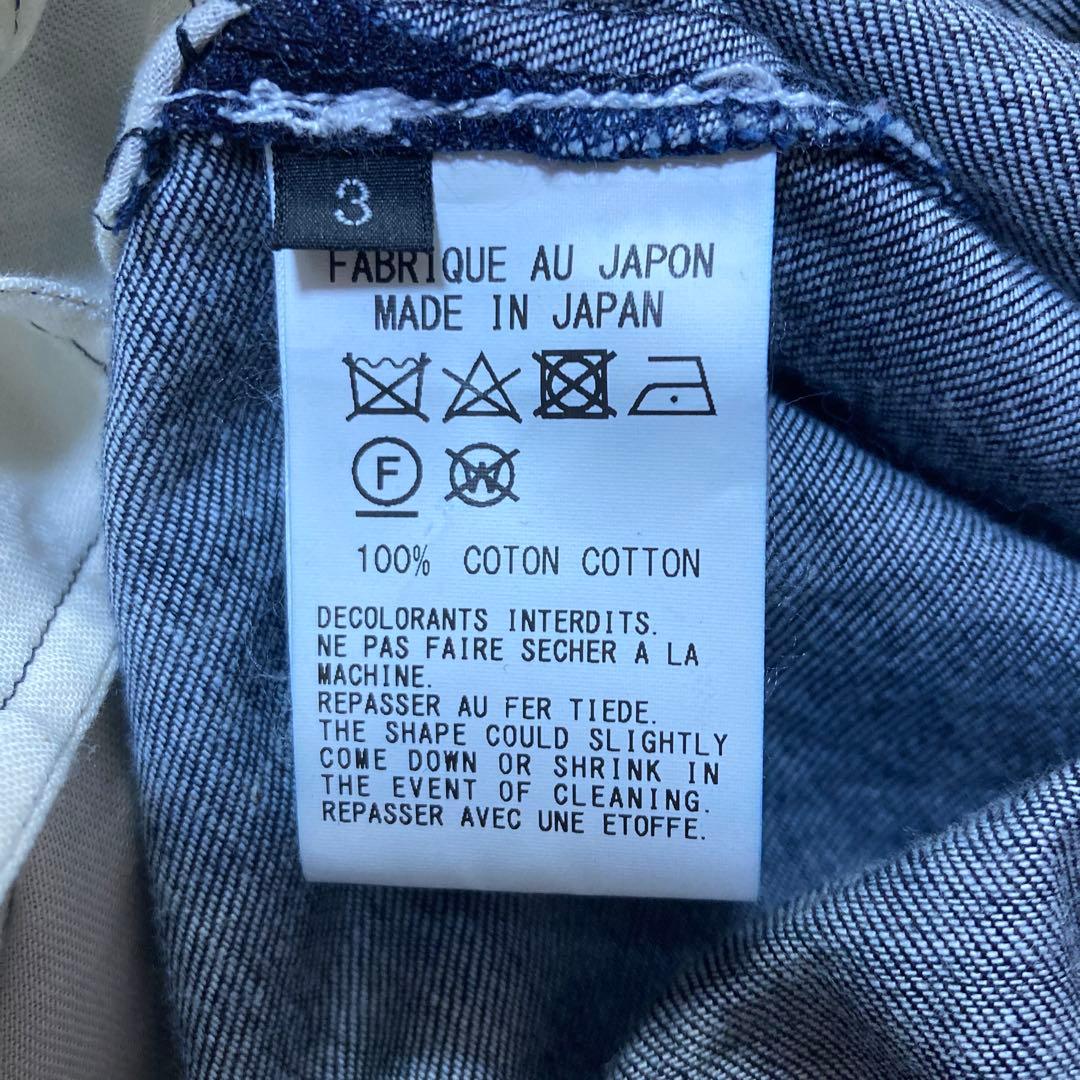 3
FABRIQUE AU JAPON
MADE IN JAPAN
F
W
100% COTON COTTON
DECOLORANTS INTERDITS.
NE PAS FAIRE SECHER A LA
MACHINE.
REPASSER AU FER TIEDE.
THE SHAPE COULD SLIGHTLY
COME DOWN OR SHRINK IN
THE EVENT OF CLEANING.
REPASSER AVEC UNE ETOFFE.